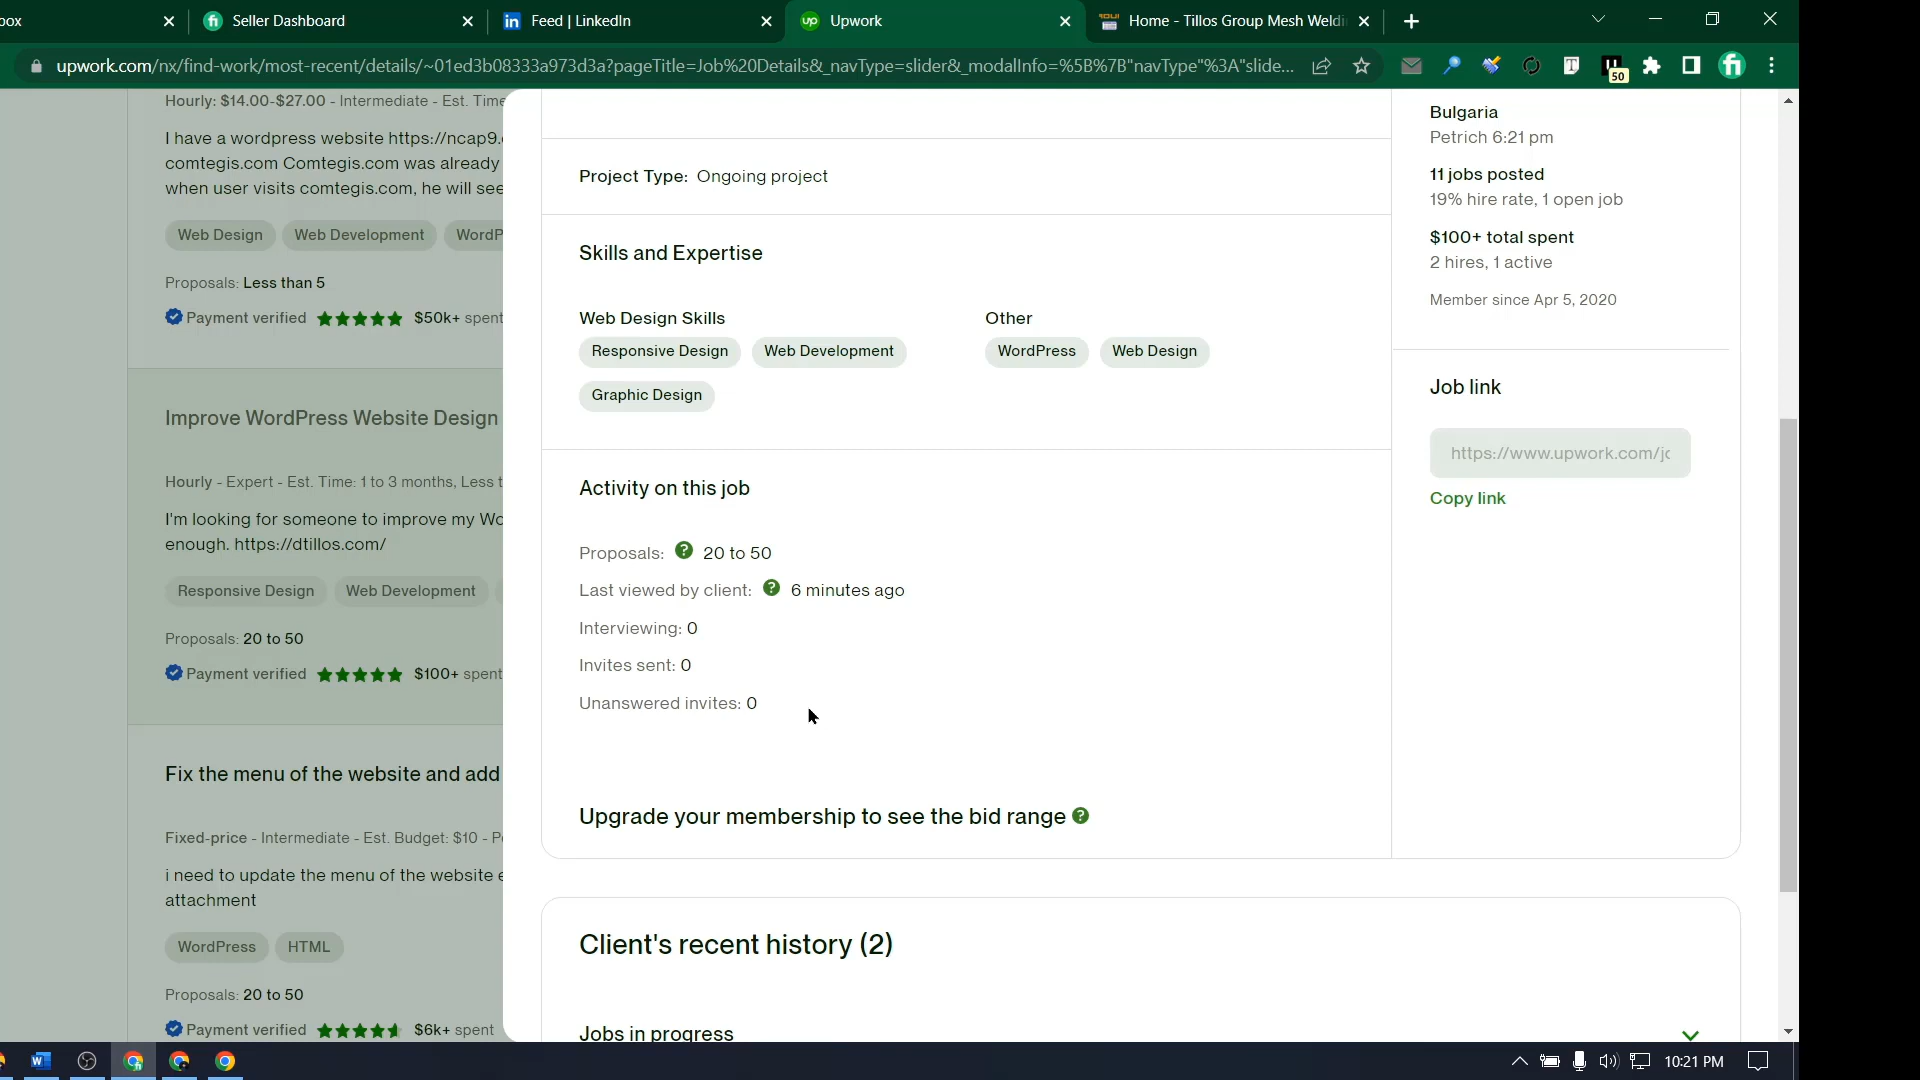 box
Seller Dashboard
Feed | LinkedIn
Upwork
Home - Tillos Group Mesh Weldi
upwork.com/nx/find-work/most-recent/details/~01ed3b08333a973d3a?pageTitle=Job%20Details&_navType=slider&_modalInfo=%5B%7B"navType"%3A"slide...
50
Hourly: $14.00-$27.00 - Intermediate - Est. Time
I have a wordpress website https://ncap9.
comtegis.com Comtegis.com was already
when user visits comtegis.com, he will see
Web Design
Web Development
WordP
Proposals: Less than 5
Payment verified
$50k+ spent
Improve WordPress Website Design
Hourly - Expert - Est. Time: 1 to 3 months, Less t
I'm looking for someone to improve my Wo
enough. https://dtillos.com/
Responsive Design
Web Development
Proposals: 20 to 50
Payment verified
$100+ spent
Fix the menu of the website and add
Fixed-price - Intermediate - Est. Budget: $10 - P
i need to update the menu of the website e
attachment
WordPress
HTML
Proposals: 20 to 50
Payment verified
$6k+ spent
Project Type: Ongoing project
Skills and Expertise
Web Design Skills
Responsive Design
Web Development
Graphic Design
Other
WordPress
Web Design
Activity on this job
Proposals: ? 20 to 50
Last viewed by client: ? 6 minutes ago
Interviewing: 0
Invites sent: 0
Unanswered invites: 0
Upgrade your membership to see the bid range ?
Client's recent history (2)
Jobs in progress
Bulgaria
Petrich 6:21 pm
11 jobs posted
19% hire rate, 1 open job
$100+ total spent
2 hires, 1 active
Member since Apr 5, 2020
Job link
https://www.upwork.com/jo
Copy link
10:21 PM